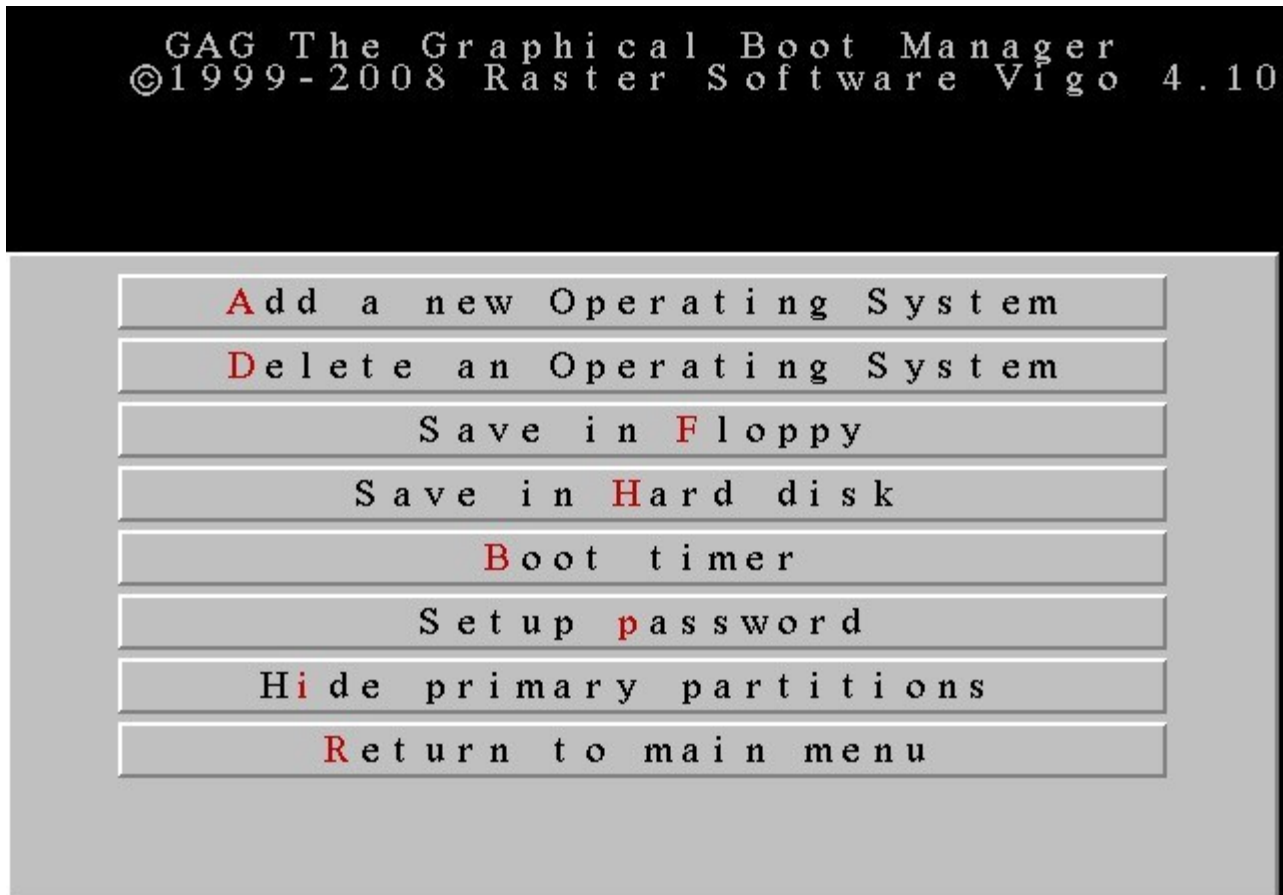 GAG The Graphical Boot Manager
©1999-2008 Raster Software Vigo 4.10
Add a new Operating System
Delete an Operating System
Save in Floppy
Save in Hard disk
Boot timer
Setup password
Hide primary partitions
Return to main menu